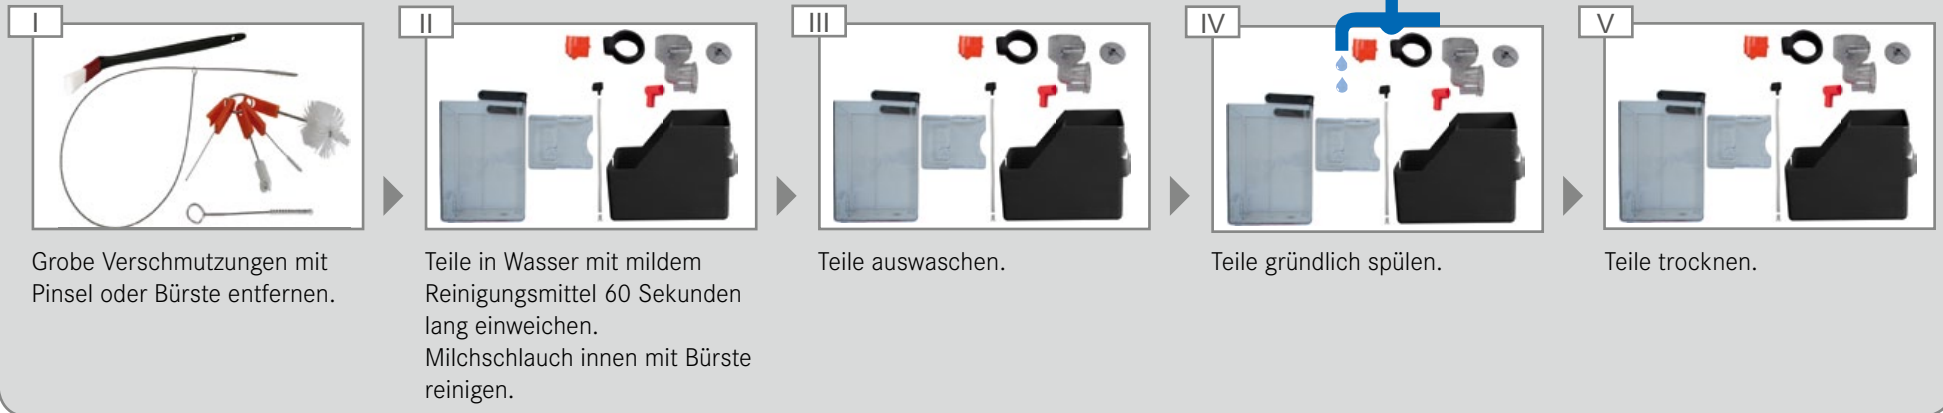 I
Grobe Verschmutzungen mit
Pinsel oder Bürste entfernen.
II
Teile in Wasser mit mildem
Reinigungsmittel 60 Sekunden
lang einweichen.
Milchschlauch innen mit Bürste
reinigen.
III
Teile auswaschen.
IV
Teile gründlich spülen.
V
Teile trocknen.